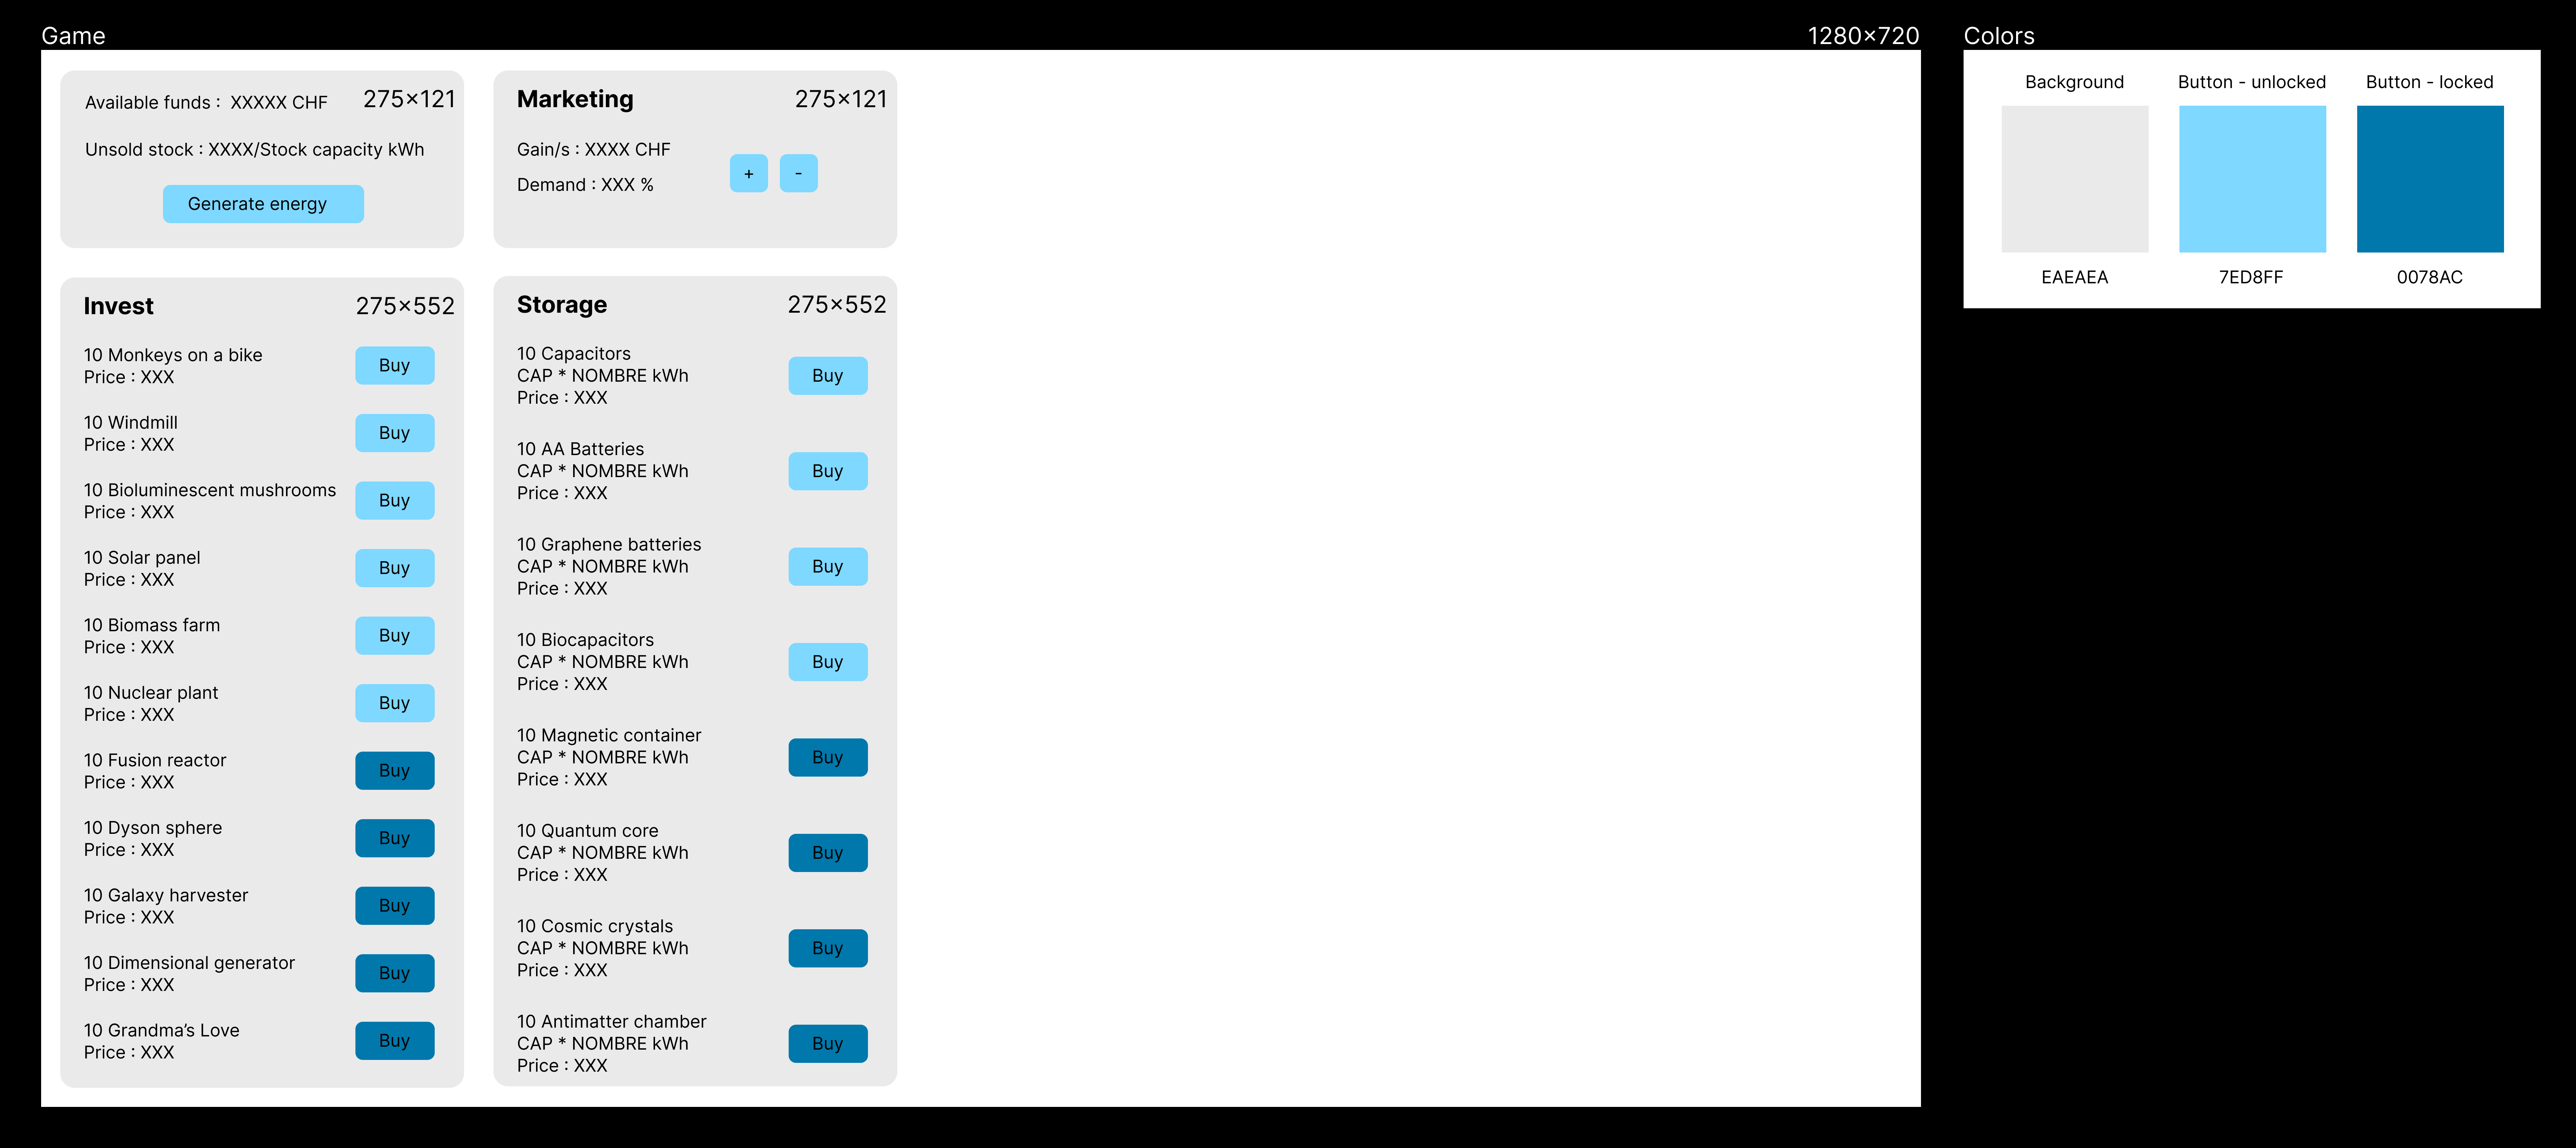 Game
1280×720
Available funds : XXXXX CHF
275×121
Unsold stock : XXXX/Stock capacity kWh
Generate energy
Marketing
275×121
Gain/s : XXXX CHF
Demand : XXX %
+
-
Invest
275×552
10 Monkeys on a bike
Price : XXX
Buy
10 Windmill
Price : XXX
Buy
10 Bioluminescent mushrooms
Price : XXX
Buy
10 Solar panel
Price : XXX
Buy
10 Biomass farm
Price : XXX
Buy
10 Nuclear plant
Price : XXX
Buy
10 Fusion reactor
Price : XXX
Buy
10 Dyson sphere
Price : XXX
Buy
10 Galaxy harvester
Price : XXX
Buy
10 Dimensional generator
Price : XXX
Buy
10 Grandma’s Love
Price : XXX
Buy
Storage
275×552
10 Capacitors
CAP * NOMBRE kWh
Price : XXX
Buy
10 AA Batteries
CAP * NOMBRE kWh
Price : XXX
Buy
10 Graphene batteries
CAP * NOMBRE kWh
Price : XXX
Buy
10 Biocapacitors
CAP * NOMBRE kWh
Price : XXX
Buy
10 Magnetic container
CAP * NOMBRE kWh
Price : XXX
Buy
10 Quantum core
CAP * NOMBRE kWh
Price : XXX
Buy
10 Cosmic crystals
CAP * NOMBRE kWh
Price : XXX
Buy
10 Antimatter chamber
CAP * NOMBRE kWh
Price : XXX
Buy
Colors
Background
Button - unlocked
Button - locked
EAEAEA
7ED8FF
0078AC